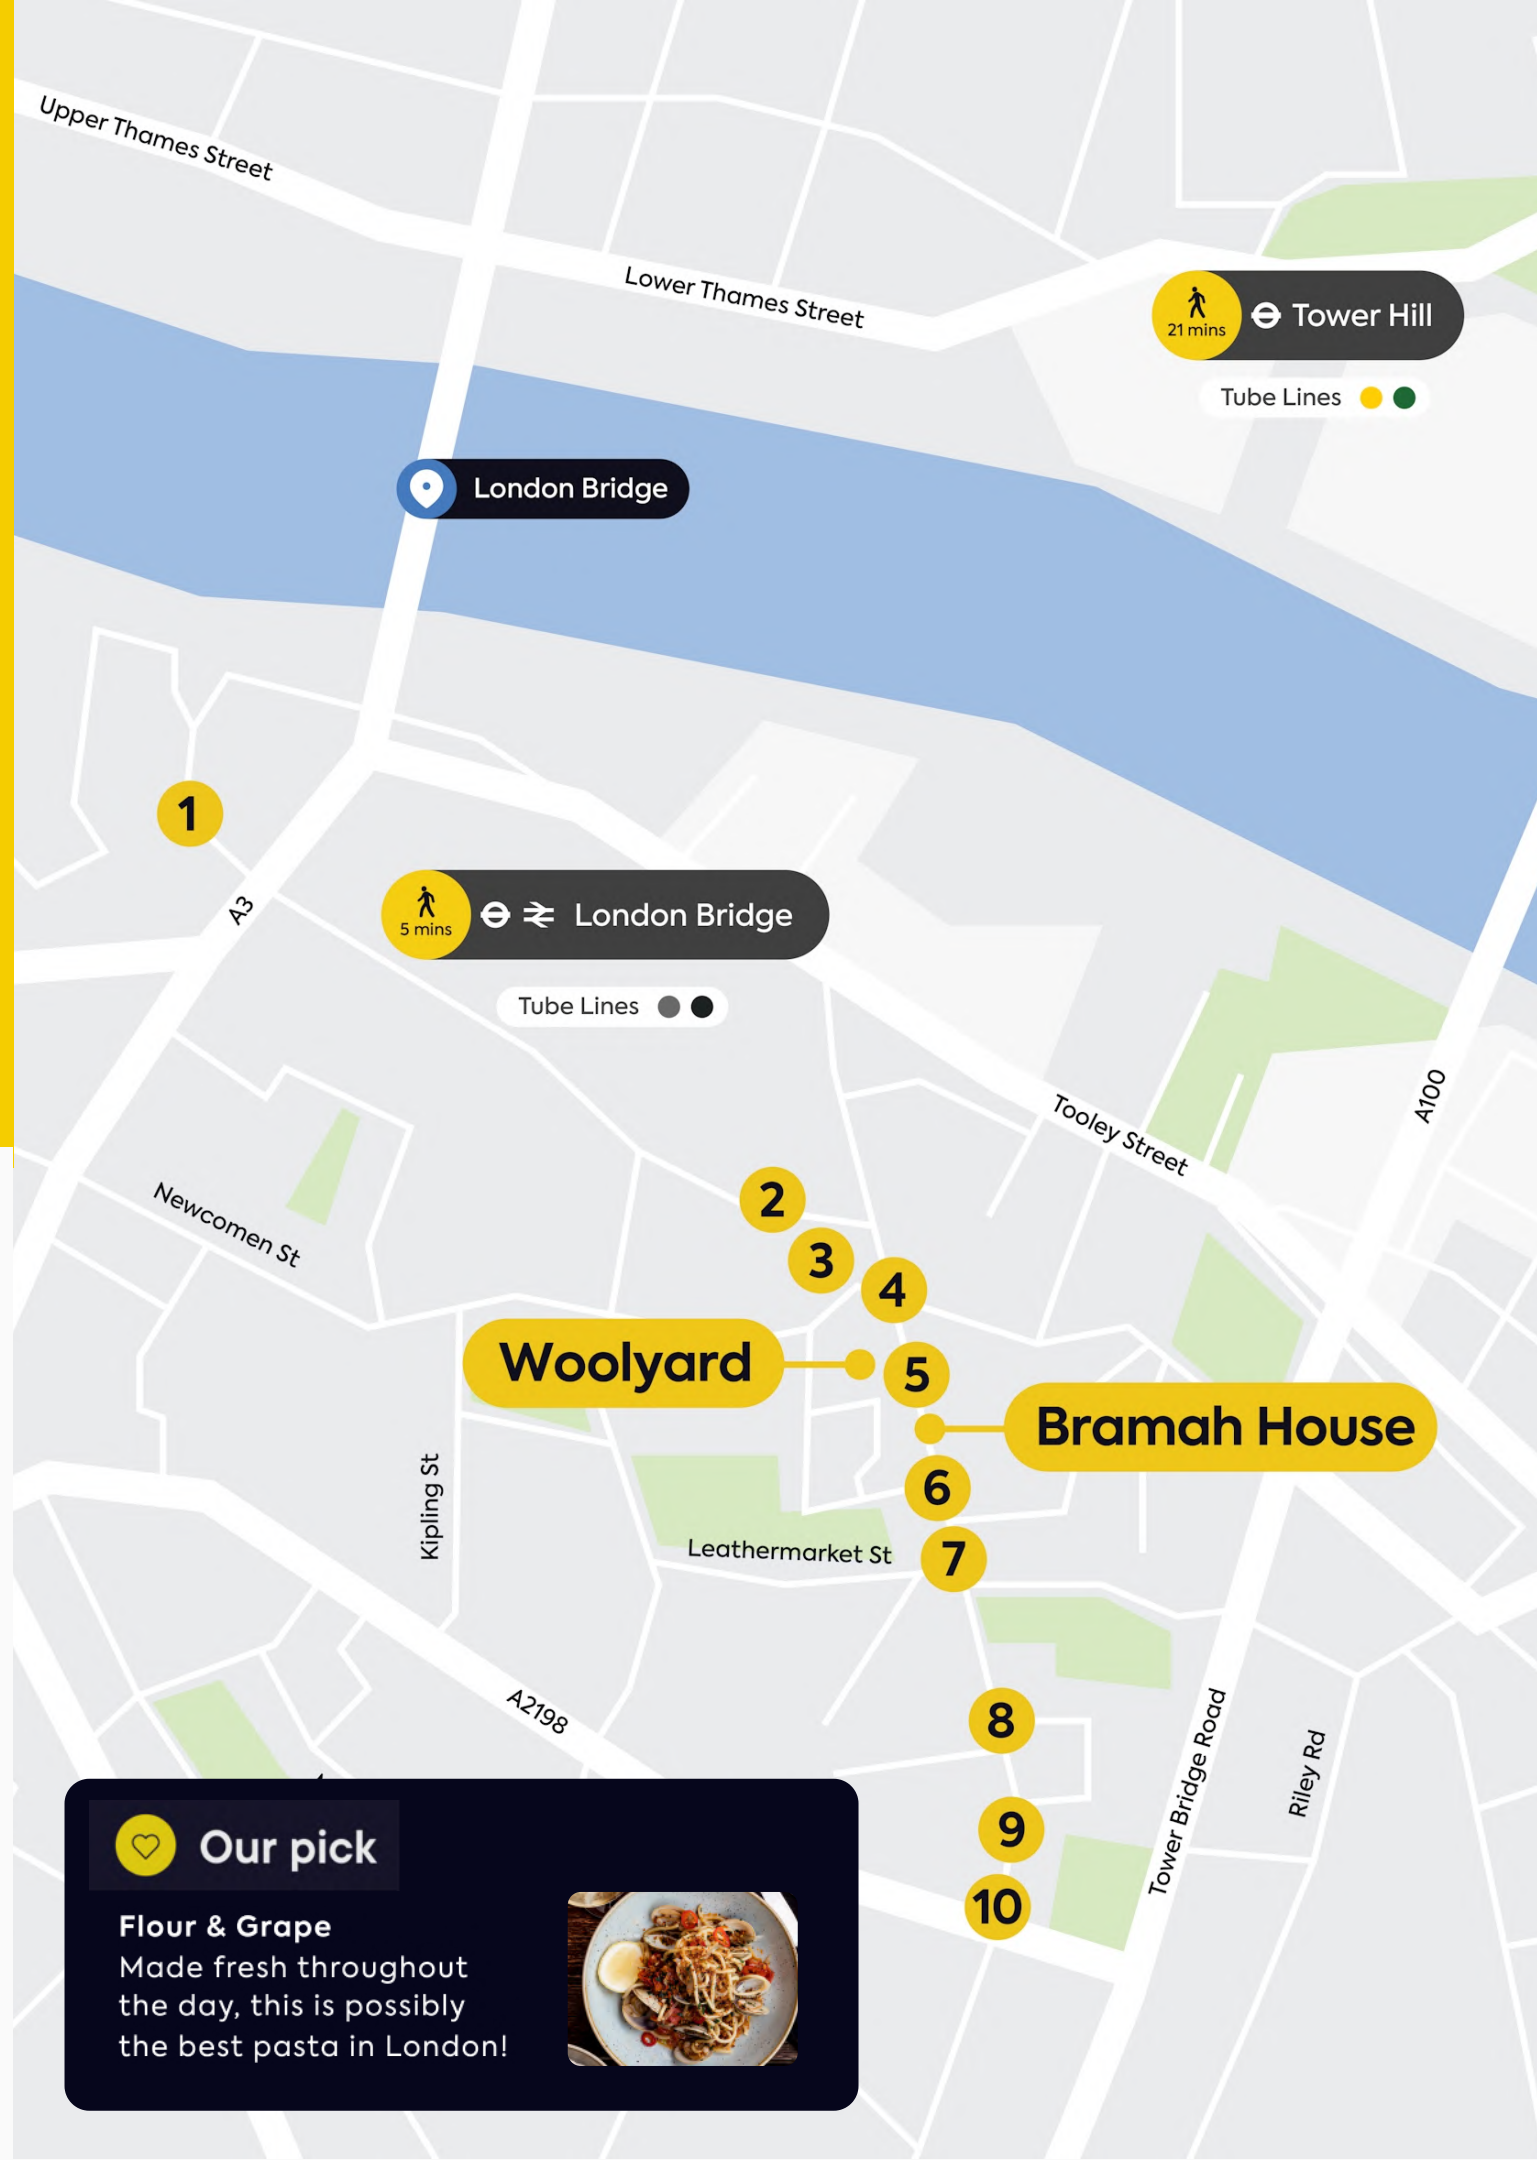 Upper Thames Street
Lower Thames Street
21 mins
Tower Hill
Tube Lines
London Bridge
1
A3
5 mins
London Bridge
Tube Lines
A100
Tooley Street
Newcomen St
2
3
4
Woolyard
5
Bramah House
6
Kipling St
Leathermarket St
7
A2198
8
Tower Bridge Road
Riley Rd
9
10
Our pick
Flour & Grape
Made fresh throughout
the day, this is possibly
the best pasta in London!